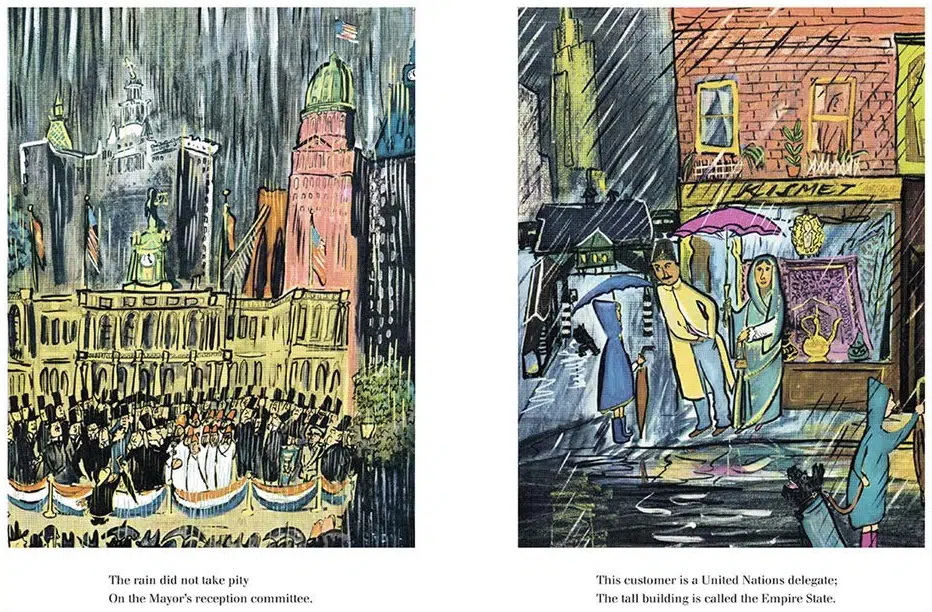 The rain did not take pity
On the Mayor's reception committee.
KLISMET
This customer is a United Nations delegate;
The tall building is called the Empire State.